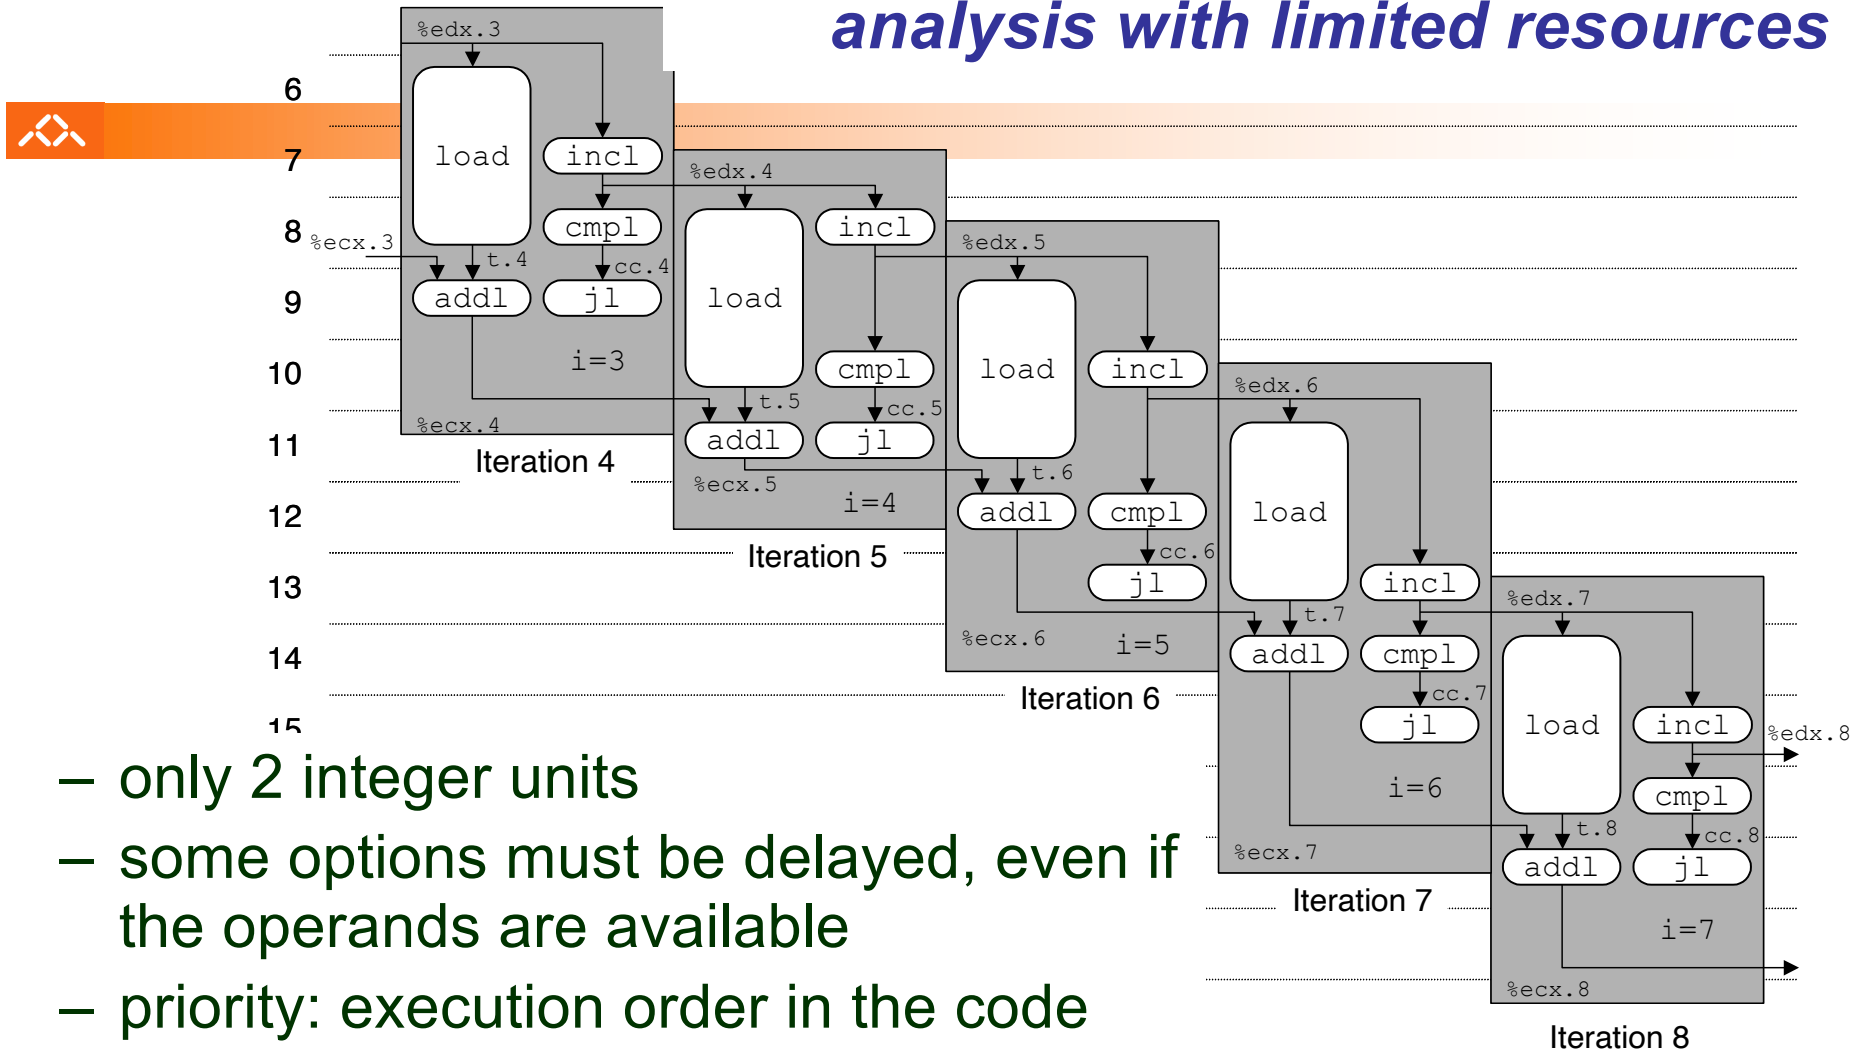 analysis with limited resources
%edx.3
6
load
incl
7
%edx.4
8
%ecx.3
cmpl
incl
t.4
cc.4
%edx.5
9
addl
jl
load
i=3
10
cmpl
load
incl
%edx.6
t.5
cc.5
%ecx.4
11
addl
jl
Iteration 4
%ecx.5
t.6
i=4
12
addl
cmpl
load
Iteration 5
cc.6
13
jl
incl
%edx.7
t.7
%ecx.6
i=5
14
addl
cmpl
Iteration 6
cc.7
15
jl
load
incl
%edx.8
– only 2 integer units
i=6
cmpl
t.8
cc.8
– some options must be delayed, even if
%ecx.7
addl
jl
Iteration 7
the operands are available
i=7
%ecx.8
– priority: execution order in the code
Iteration 8